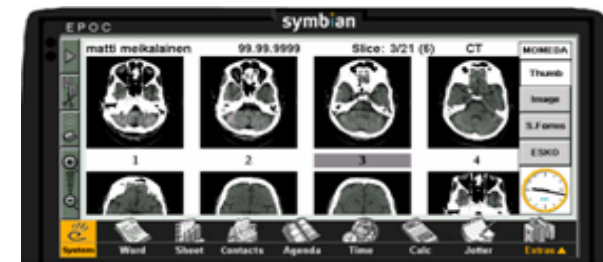 EPOC
symbian
matti meikalainen 99.99.9999 Slice: 3/21 (6) CT
MOMEDA
Thumb
Image
S.Forms
ESKO
1 2 3 4
System Word Sheet Contacts Agenda Time Calc Jotter Extras ▲